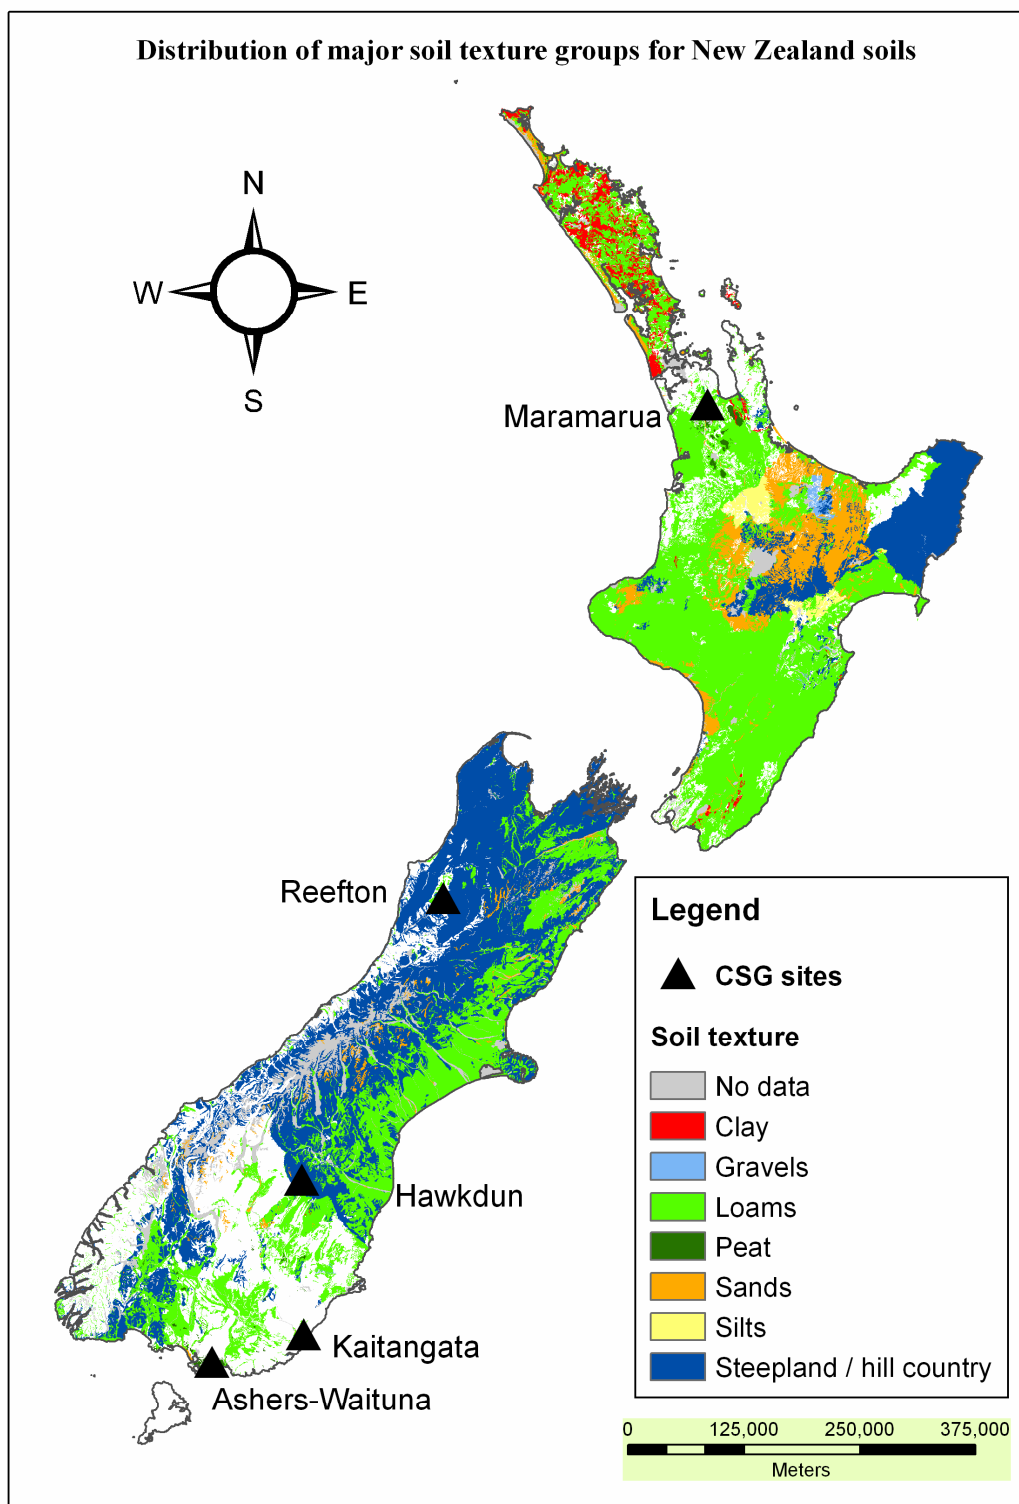 Distribution of major soil texture groups for New Zealand soils
N
W
E
S
Maramarua
Reefton
Hawkdun
Kaitangata
Ashers-Waituna
Legend
CSG sites
Soil texture
No data
Clay
Gravels
Loams
Peat
Sands
Silts
Steepland / hill country
0 125,000 250,000 375,000
Meters